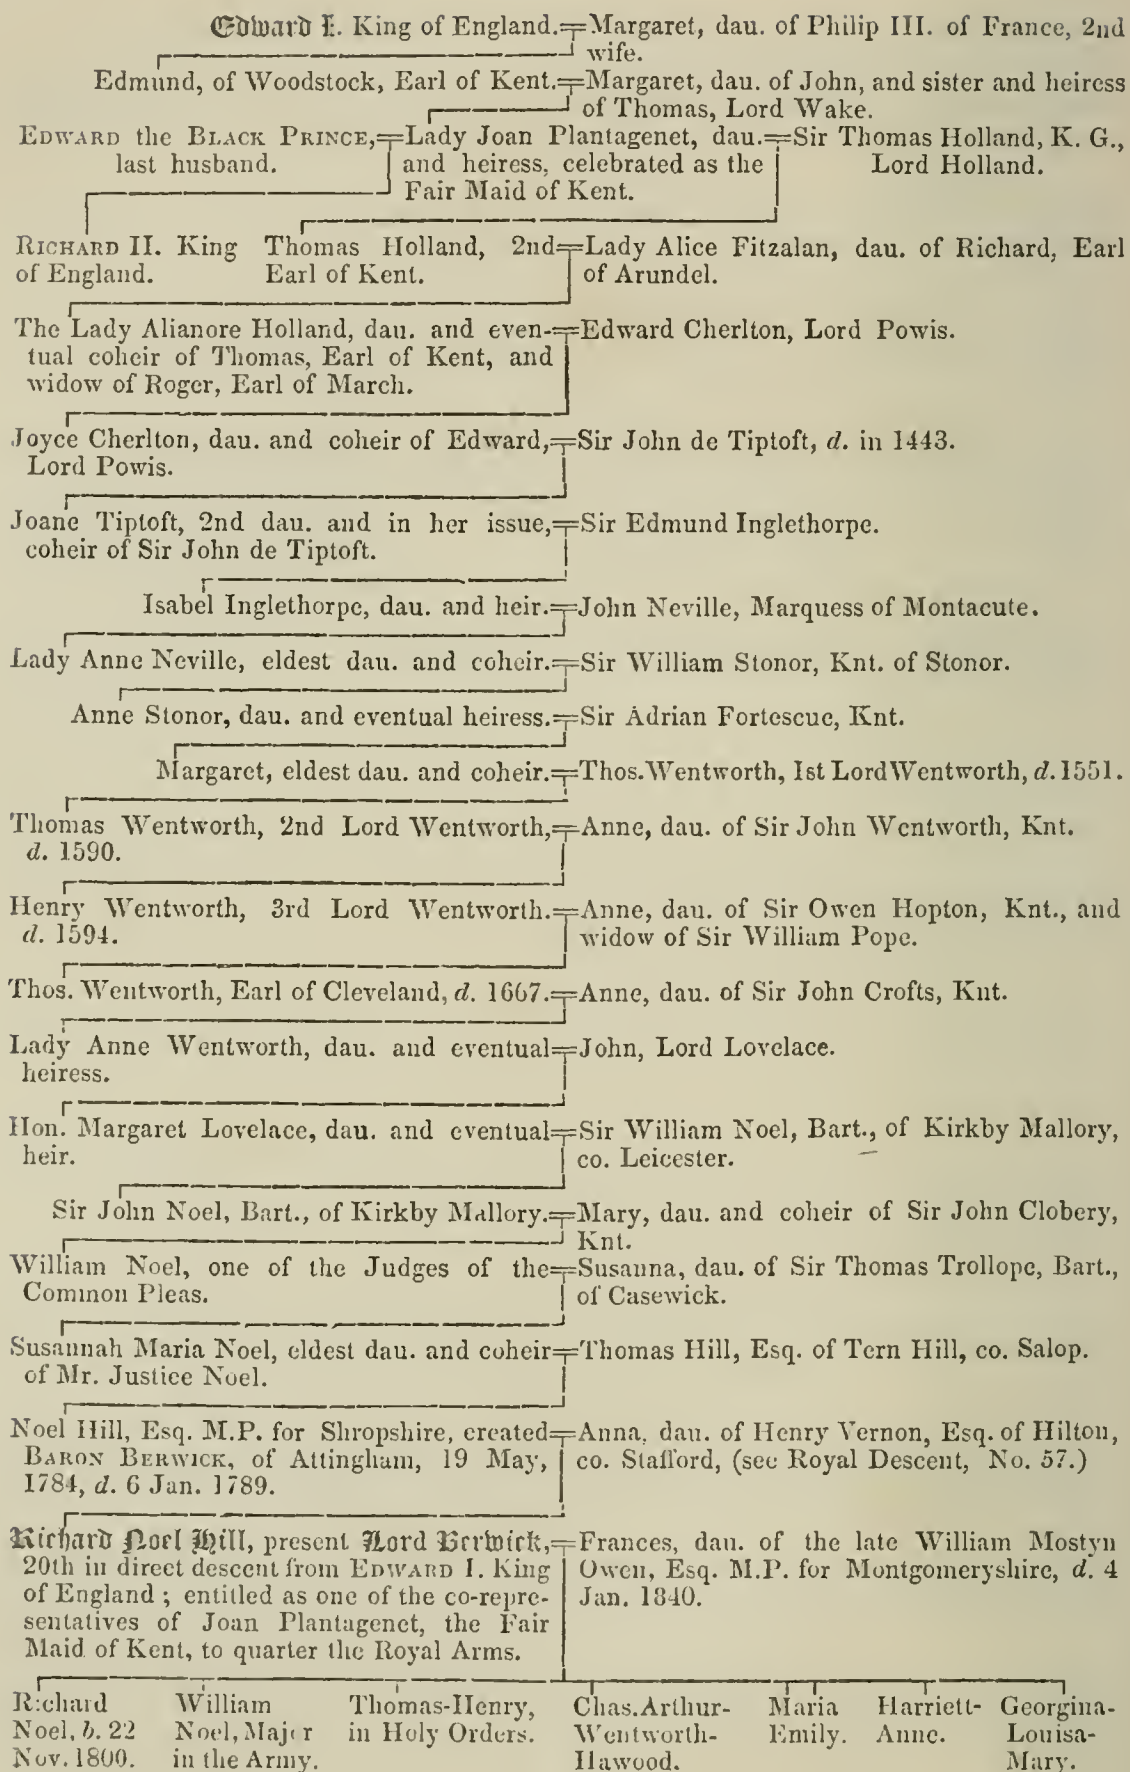 Edward I. King of England.=Margaret, dau. of Philip III. of France, 2nd
wife.
Edmund, of Woodstock, Earl of Kent.=Margaret, dau. of John, and sister and heiress
of Thomas, Lord Wake.
EDWARD the BLACK PRINCE,=Lady Joan Plantagenet, dau.=Sir Thomas Holland, K. G.,
last husband. and heiress, celebrated as the Lord Holland.
Fair Maid of Kent.
RICHARD II. King Thomas Holland, 2nd=Lady Alice Fitzalan, dau. of Richard, Earl
of England. Earl of Kent. of Arundel.
The Lady Alianore Holland, dau. and even-=Edward Cherlton, Lord Powis.
tual coheir of Thomas, Earl of Kent, and
widow of Roger, Earl of March.
Joyce Cherlton, dau. and coheir of Edward,=Sir John de Tiptoft, d. in 1443.
Lord Powis.
Joane Tiptoft, 2nd dau. and in her issue,=Sir Edmund Inglethorpe.
coheir of Sir John de Tiptoft.
Isabel Inglethorpe, dau. and heir.=John Neville, Marquess of Montacute.
Lady Anne Neville, eldest dau. and coheir.=Sir William Stonor, Knt. of Stonor.
Anne Stonor, dau. and eventual heiress.=Sir Adrian Fortescue, Knt.
Margaret, eldest dau. and coheir.=Thos. Wentworth, 1st Lord Wentworth, d. 1551.
Thomas Wentworth, 2nd Lord Wentworth,=Anne, dau. of Sir John Wentworth, Knt.
d. 1590.
Henry Wentworth, 3rd Lord Wentworth.=Anne, dau. of Sir Owen Hopton, Knt., and
d. 1594. widow of Sir William Pope.
Thos. Wentworth, Earl of Cleveland, d. 1667.=Anne, dau. of Sir John Crofts, Knt.
Lady Anne Wentworth, dau. and eventual=John, Lord Lovelace.
heiress.
Hon. Margaret Lovelace, dau. and eventual=Sir William Noel, Bart., of Kirkby Mallory,
heir. co. Leicester.
Sir John Noel, Bart., of Kirkby Mallory.=Mary, dau. and coheir of Sir John Clobery,
Knt.
William Noel, one of the Judges of the=Susanna, dau. of Sir Thomas Trollope, Bart.,
Common Pleas. of Casewick.
Susannah Maria Noel, eldest dau. and coheir=Thomas Hill, Esq. of Tern Hill, co. Salop.
of Mr. Justice Noel.
Noel Hill, Esq. M.P. for Shropshire, created=Anna, dau. of Henry Vernon, Esq. of Hilton,
BARON BERWICK, of Attingham, 19 May, co. Stafford, (see Royal Descent, No. 57.)
1784, d. 6 Jan. 1789.
Richard Noel Hill, present Lord Berwick,=Frances, dau. of the late William Mostyn
20th in direct descent from EDWARD I. King Owen, Esq. M.P. for Montgomeryshire, d. 4
of England; entitled as one of the co-repre- Jan. 1840.
sentatives of Joan Plantagenet, the Fair
Maid of Kent, to quarter the Royal Arms.
Richard William Thomas-Henry, Chas. Arthur- Maria Harriett- Georgina-
Noel, b. 22 Noel, Major in Holy Orders. Wentworth- Emily. Anne. Louisa-
Nov. 1800. in the Army. Hawood. Mary.